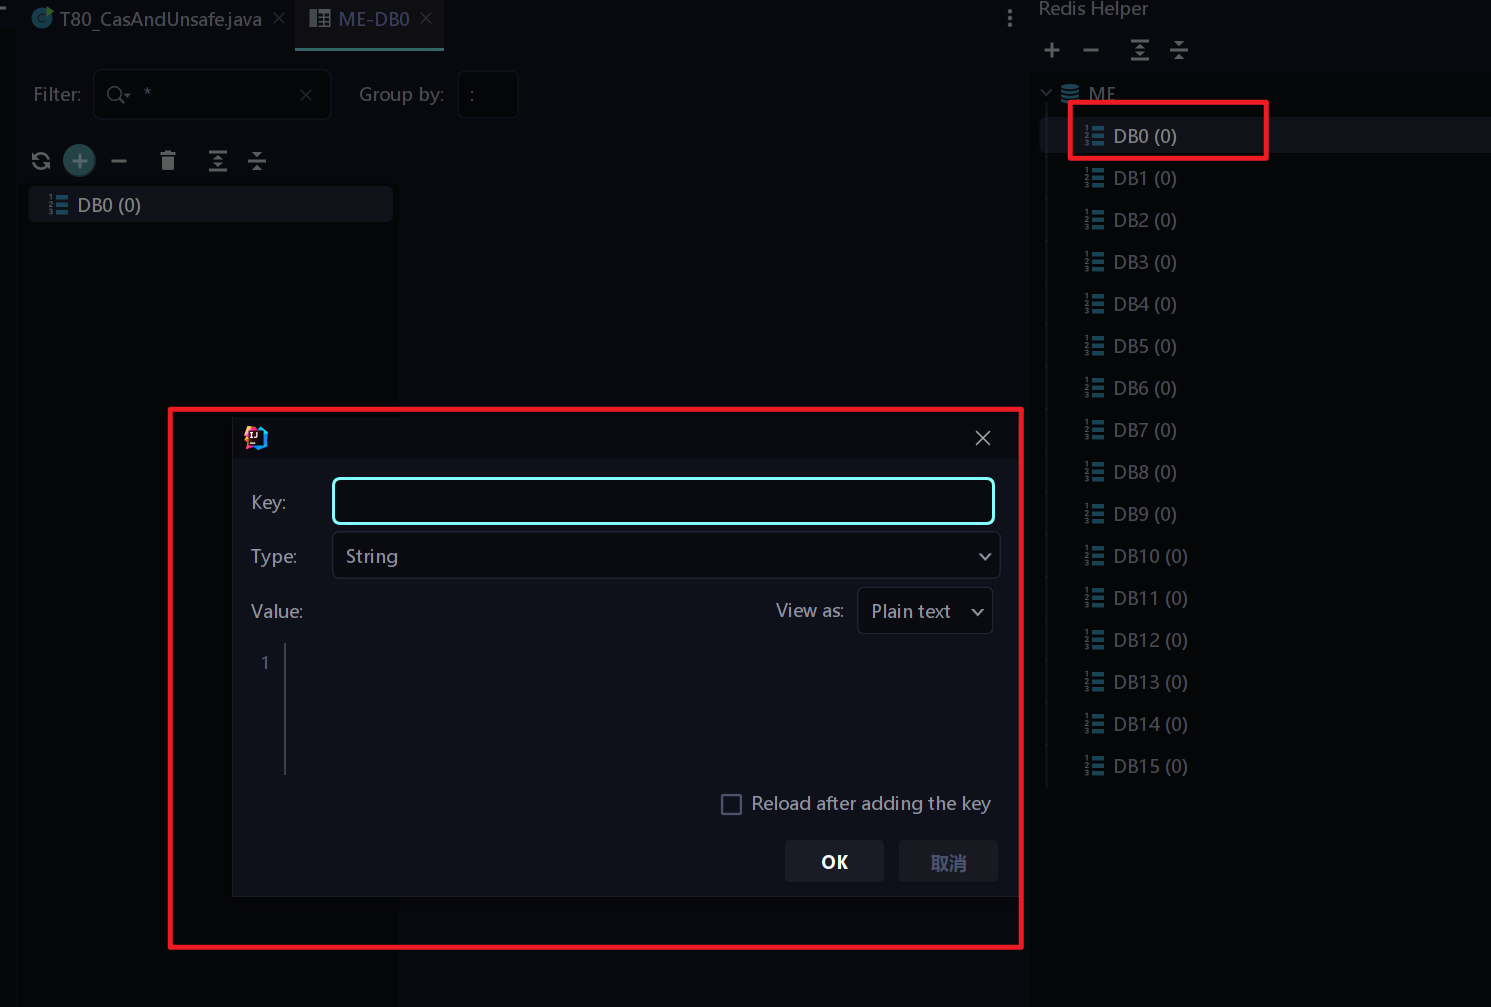 T80_CasAndUnsafe.java
ME-DB0
Redis Helper
Filter: *
Group by: :
DB0 (0)
ME
DB0 (0)
DB1 (0)
DB2 (0)
DB3 (0)
DB4 (0)
DB5 (0)
DB6 (0)
DB7 (0)
DB8 (0)
DB9 (0)
DB10 (0)
DB11 (0)
DB12 (0)
DB13 (0)
DB14 (0)
DB15 (0)
IJ
Key:
Type: String
Value:
View as: Plain text
1
Reload after adding the key
OK
取消